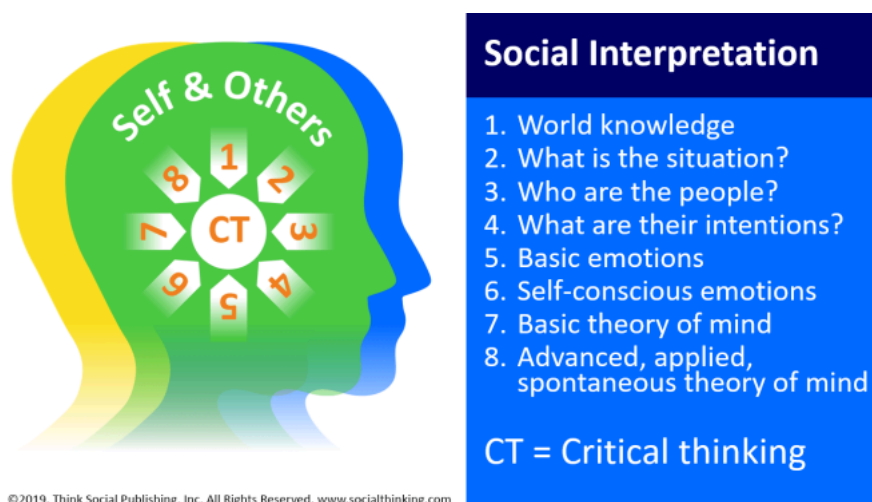 Self & Others
1
2
3
4
5
6
7
8
CT
Social Interpretation
1. World knowledge
2. What is the situation?
3. Who are the people?
4. What are their intentions?
5. Basic emotions
6. Self-conscious emotions
7. Basic theory of mind
8. Advanced, applied,
spontaneous theory of mind
CT = Critical thinking
©2019, Think Social Publishing, Inc. All Rights Reserved. www.socialthinking.com